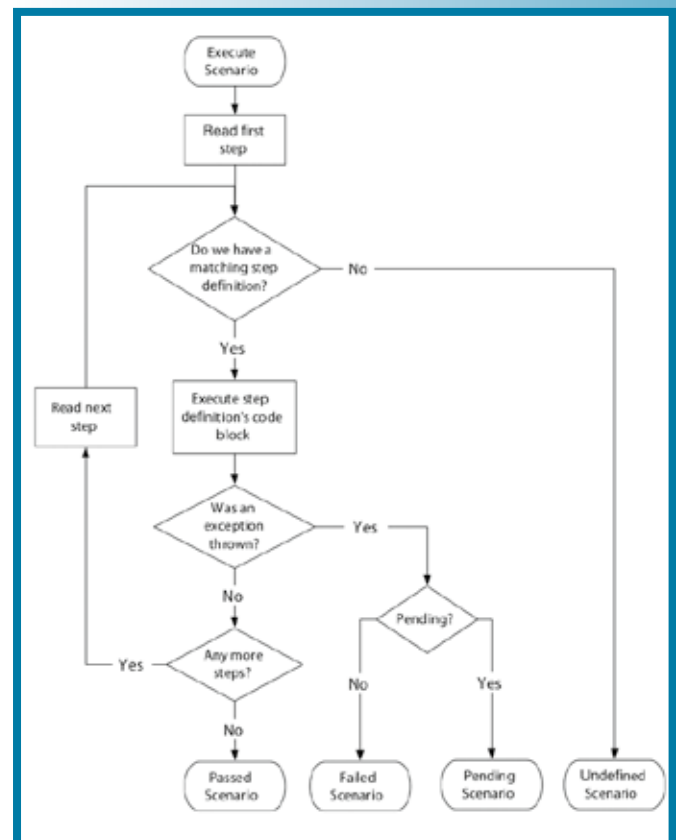 Execute
Scenario
Read first
step
Do we have a
matching step
definition?
No
Yes
Execute step
definition's code
block
Read next
step
Was an
exception
thrown?
Yes
No
Pending?
Any more
steps?
Yes
No
Yes
No
Passed
Scenario
Failed
Scenario
Pending
Scenario
Undefined
Scenario